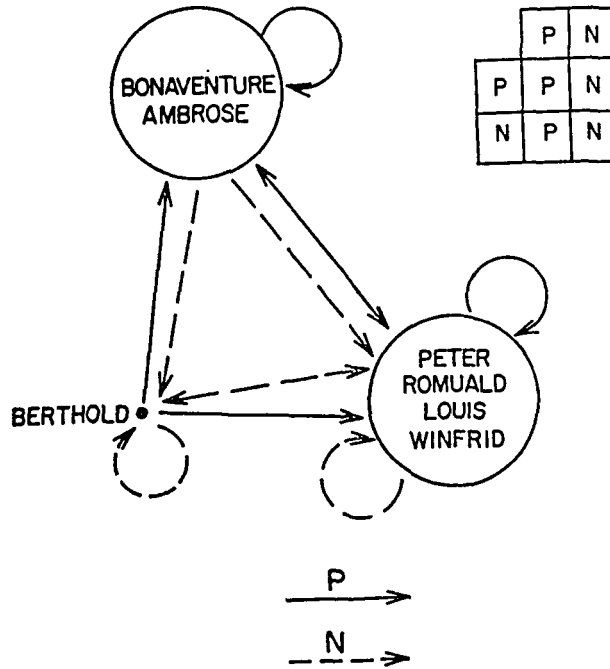 BONAVENTURE
AMBROSE
P N
P P N
N P N
BERTHOLD
PETER
ROMUALD
LOUIS
WINFRID
P
N